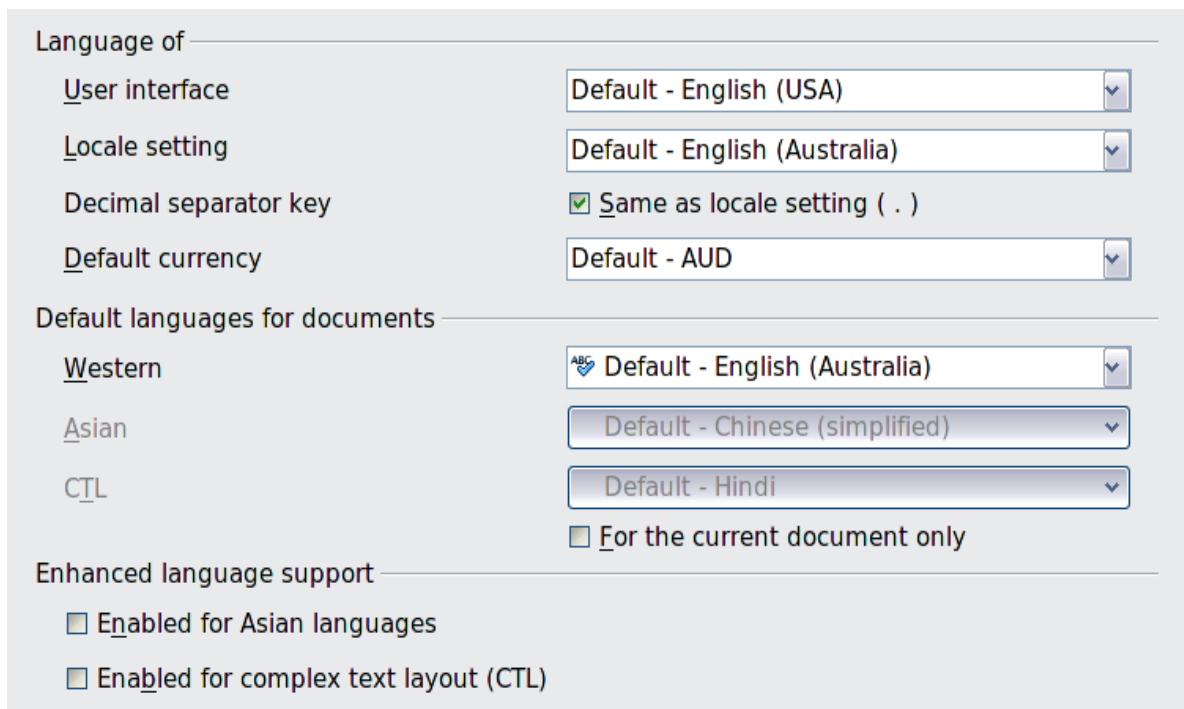 Language of
User interface Default - English (USA)
Locale setting Default - English (Australia)
Decimal separator key Same as locale setting ( . )
Default currency Default - AUD
Default languages for documents
Western ABC Default - English (Australia)
Asian Default - Chinese (simplified)
CTL Default - Hindi
For the current document only
Enhanced language support
Enabled for Asian languages
Enabled for complex text layout (CTL)